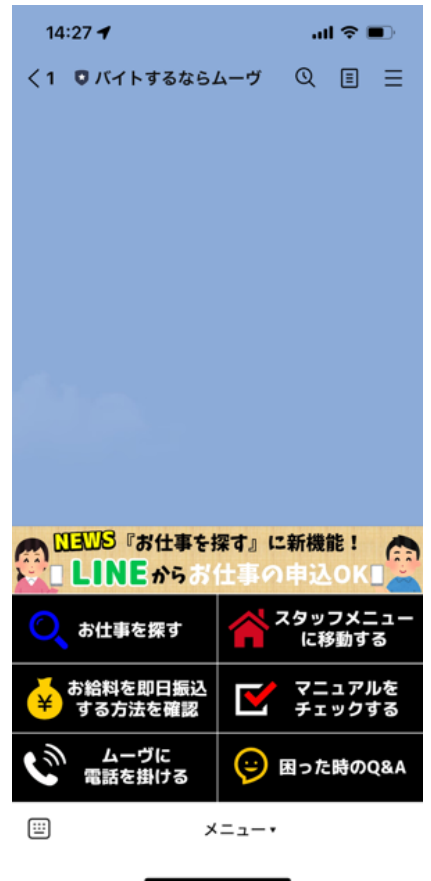 14:27
1 バイトするならムーヴ
NEWS 『お仕事を探す』に新機能！
LINEからお仕事の申込OK
お仕事を探す
スタッフメニュー
に移動する
お給料を即日振込
する方法を確認
マニュアルを
チェックする
ムーヴに
電話を掛ける
困った時のQ&A
メニュー▾